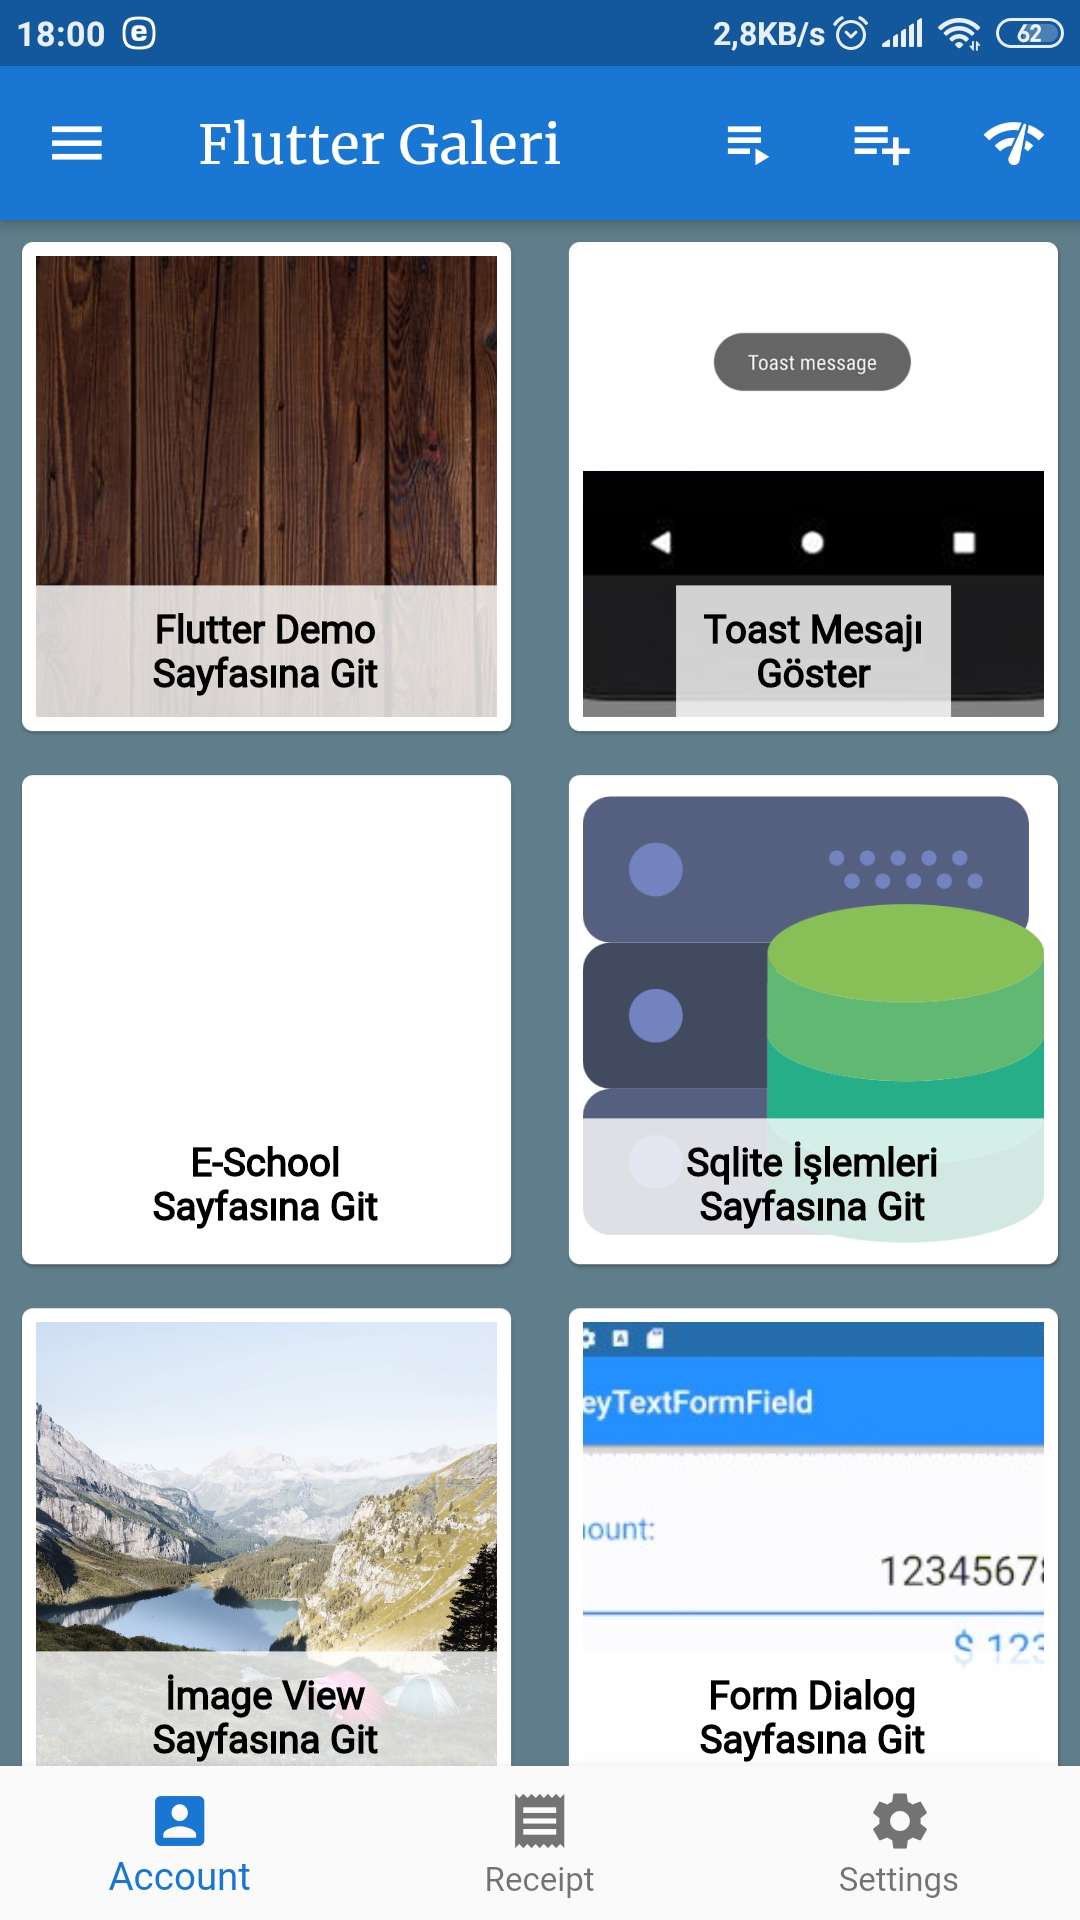 18:00
2,8KB/s
62
Flutter Galeri
Toast message
Flutter Demo
Sayfasına Git
Toast Mesajı
Göster
E-School
Sayfasına Git
Sqlite İşlemleri
Sayfasına Git
eyTextFormField
ount:
12345678
$ 123
İmage View
Sayfasına Git
Form Dialog
Sayfasına Git
Account
Receipt
Settings